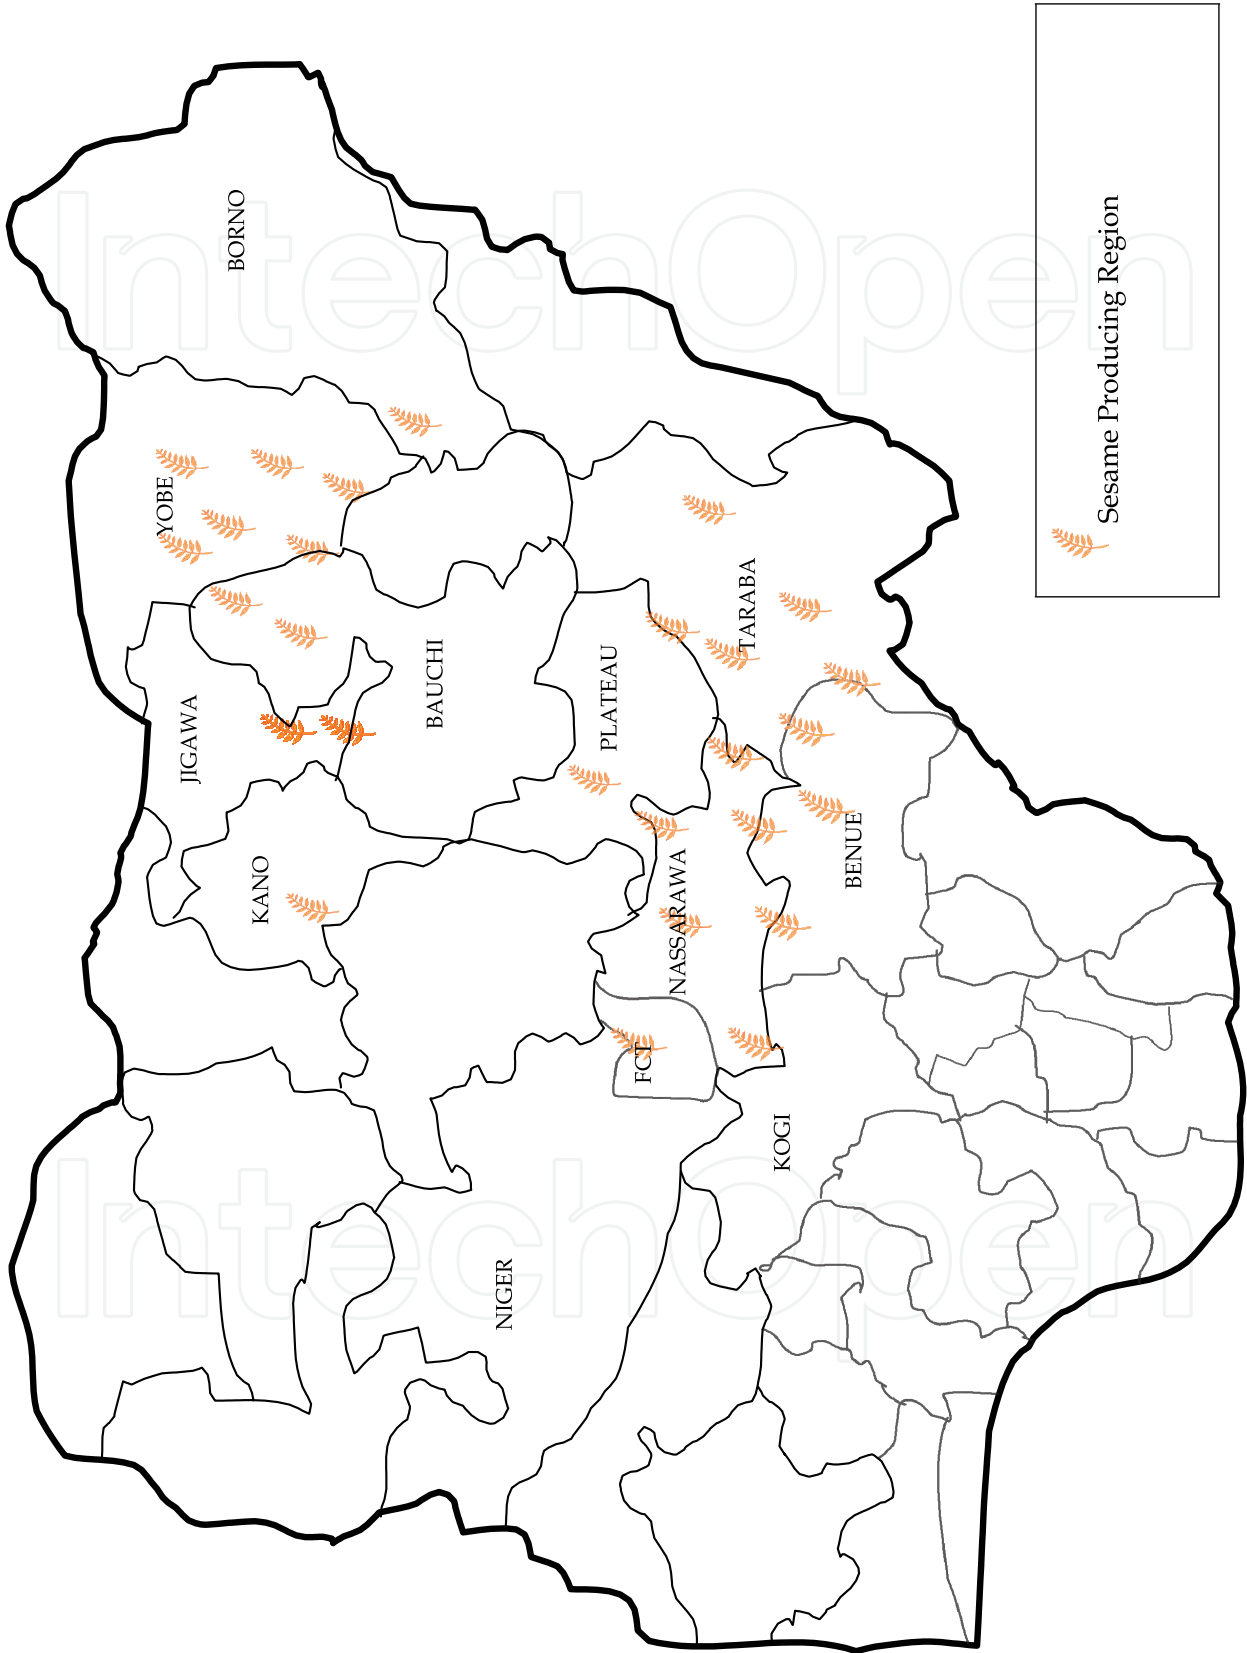 BORNO
YOBE
JIGAWA
BAUCHI
KANO
PLATEAU
TARABA
NASSARAWA
BENUE
FCT
KOGI
NIGER
Sesame Producing Region
IntechOpen
IntechOpen